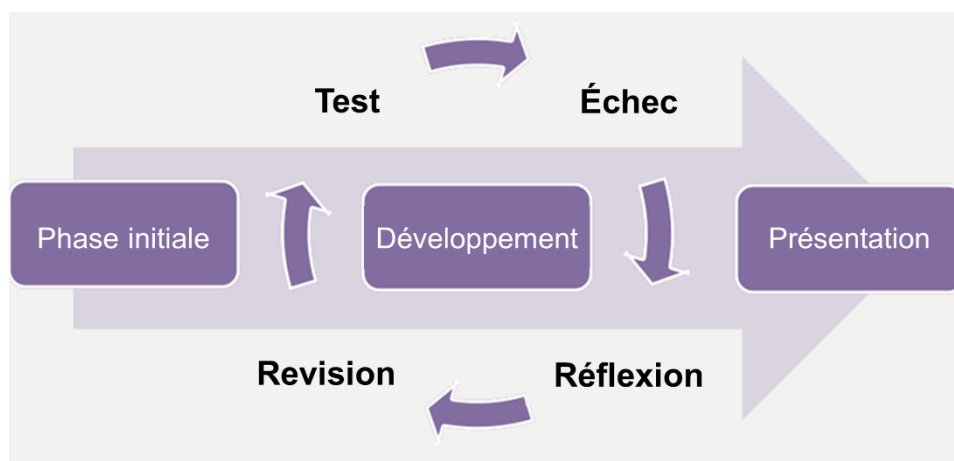 Test
Échec
Phase initiale
Développement
Présentation
Revision
Réflexion